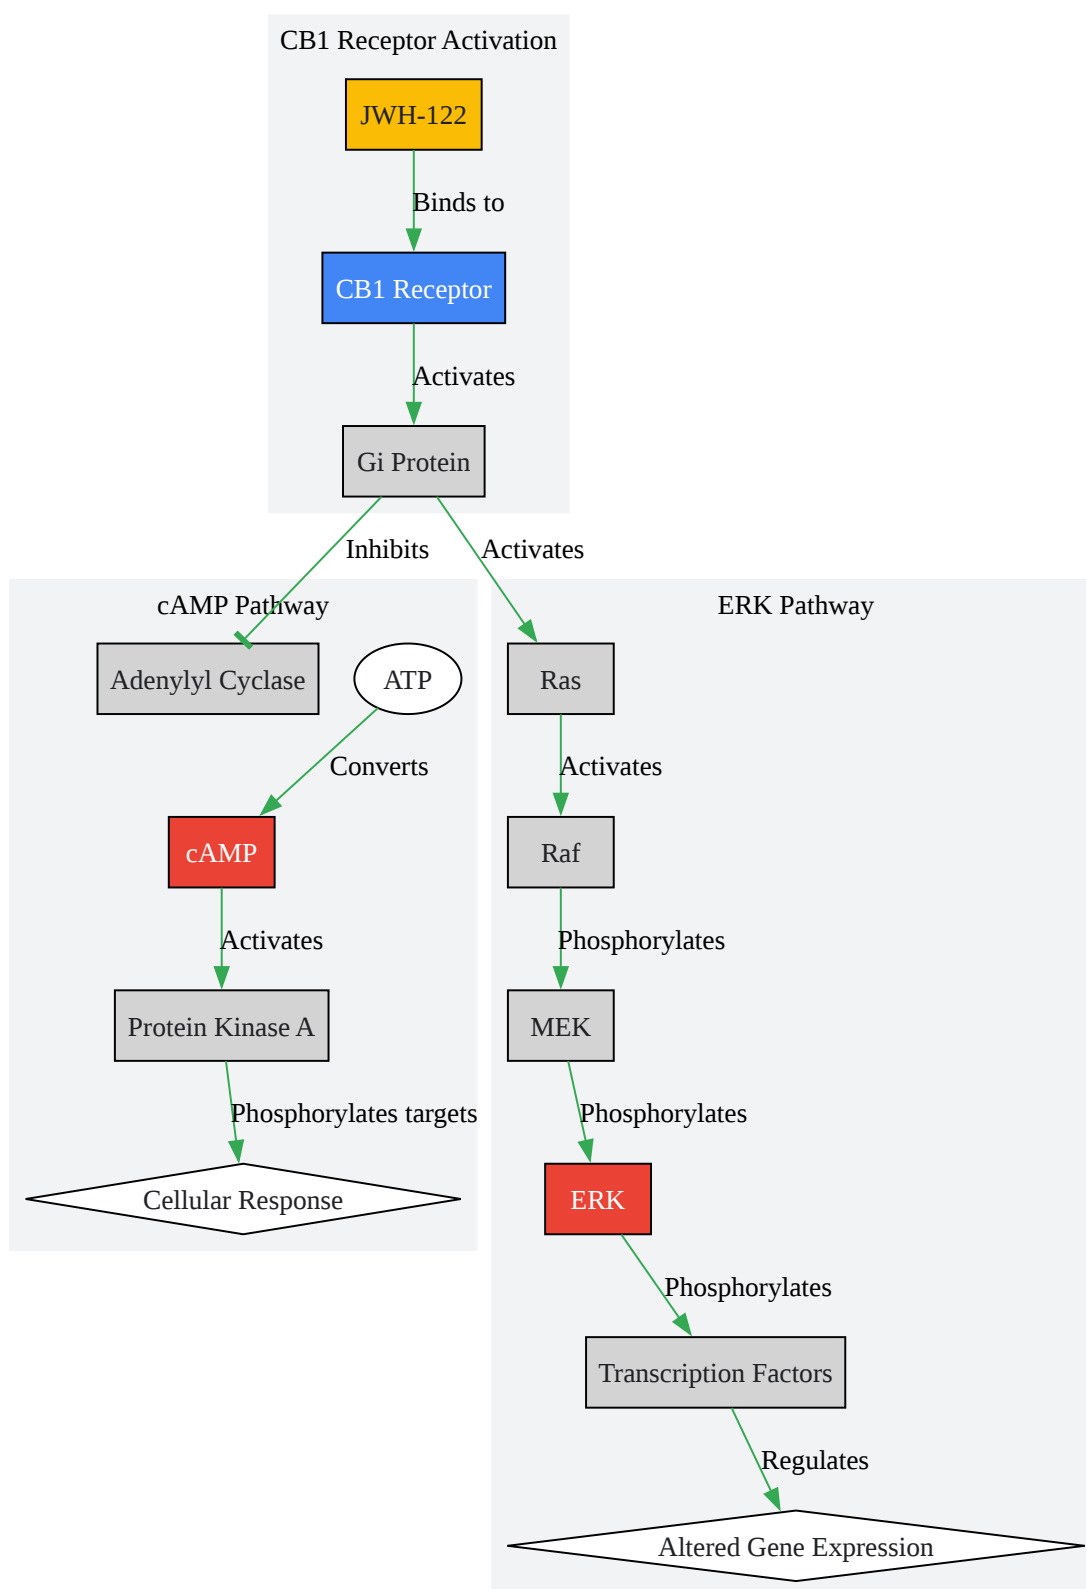 CB1 Receptor Activation
JWH-122
Binds to
CB1 Receptor
Activates
Gi Protein
Inhibits
Activates
cAMP Pathway
Adenylyl Cyclase
ATP
Converts
cAMP
Activates
Protein Kinase A
Phosphorylates targets
Cellular Response
ERK Pathway
Ras
Activates
Raf
Phosphorylates
MEK
Phosphorylates
ERK
Phosphorylates
Transcription Factors
Regulates
Altered Gene Expression